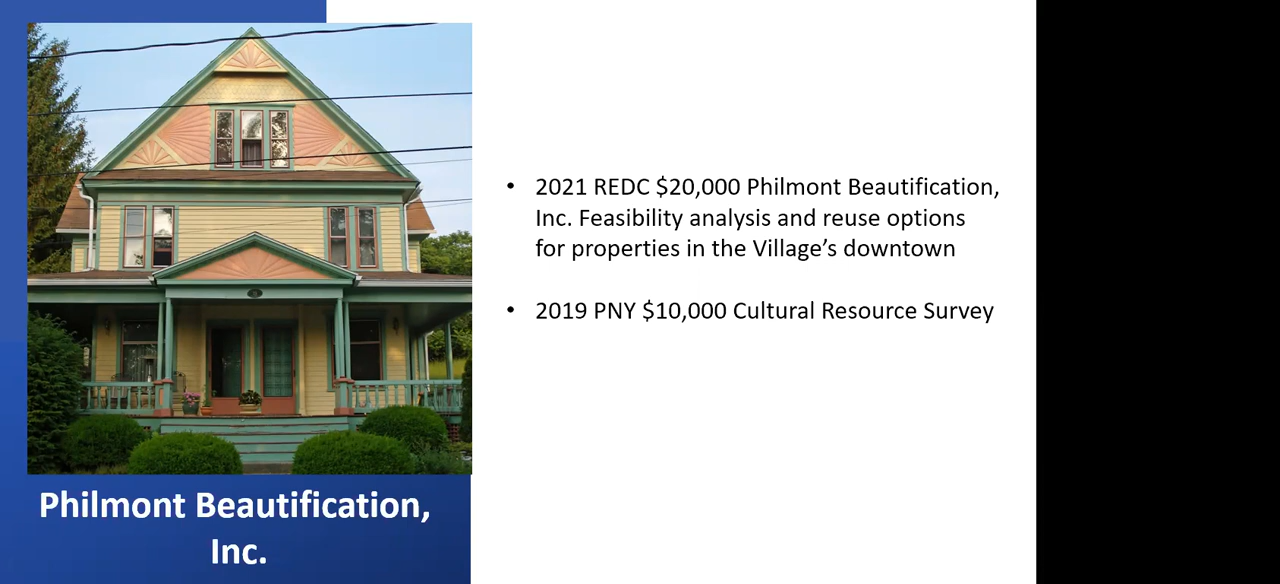 • 2021 REDC $20,000 Philmont Beautification,
Inc. Feasibility analysis and reuse options
for properties in the Village’s downtown
• 2019 PNY $10,000 Cultural Resource Survey
Philmont Beautification,
Inc.